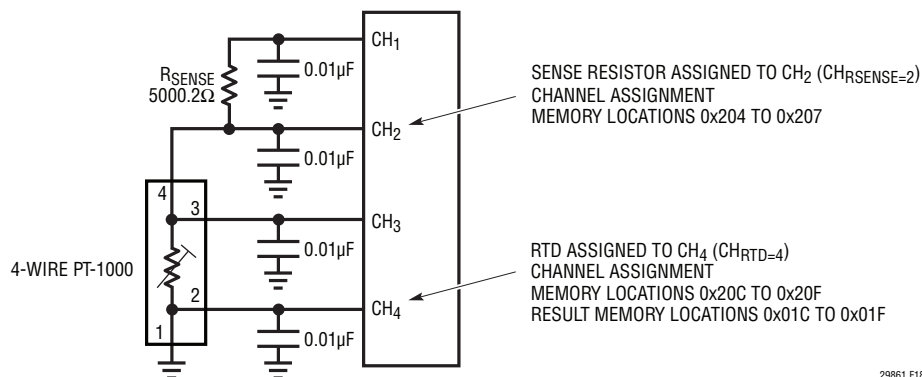 CH1
0.01µF
RSENSE
5000.2Ω
CH2
0.01µF
SENSE RESISTOR ASSIGNED TO CH2 (CHRSENSE=2)
CHANNEL ASSIGNMENT
MEMORY LOCATIONS 0x204 TO 0x207
4
3
CH3
0.01µF
4-WIRE PT-1000
2
CH4
1
0.01µF
RTD ASSIGNED TO CH4 (CHRTD=4)
CHANNEL ASSIGNMENT
MEMORY LOCATIONS 0x20C TO 0x20F
RESULT MEMORY LOCATIONS 0x01C TO 0x01F